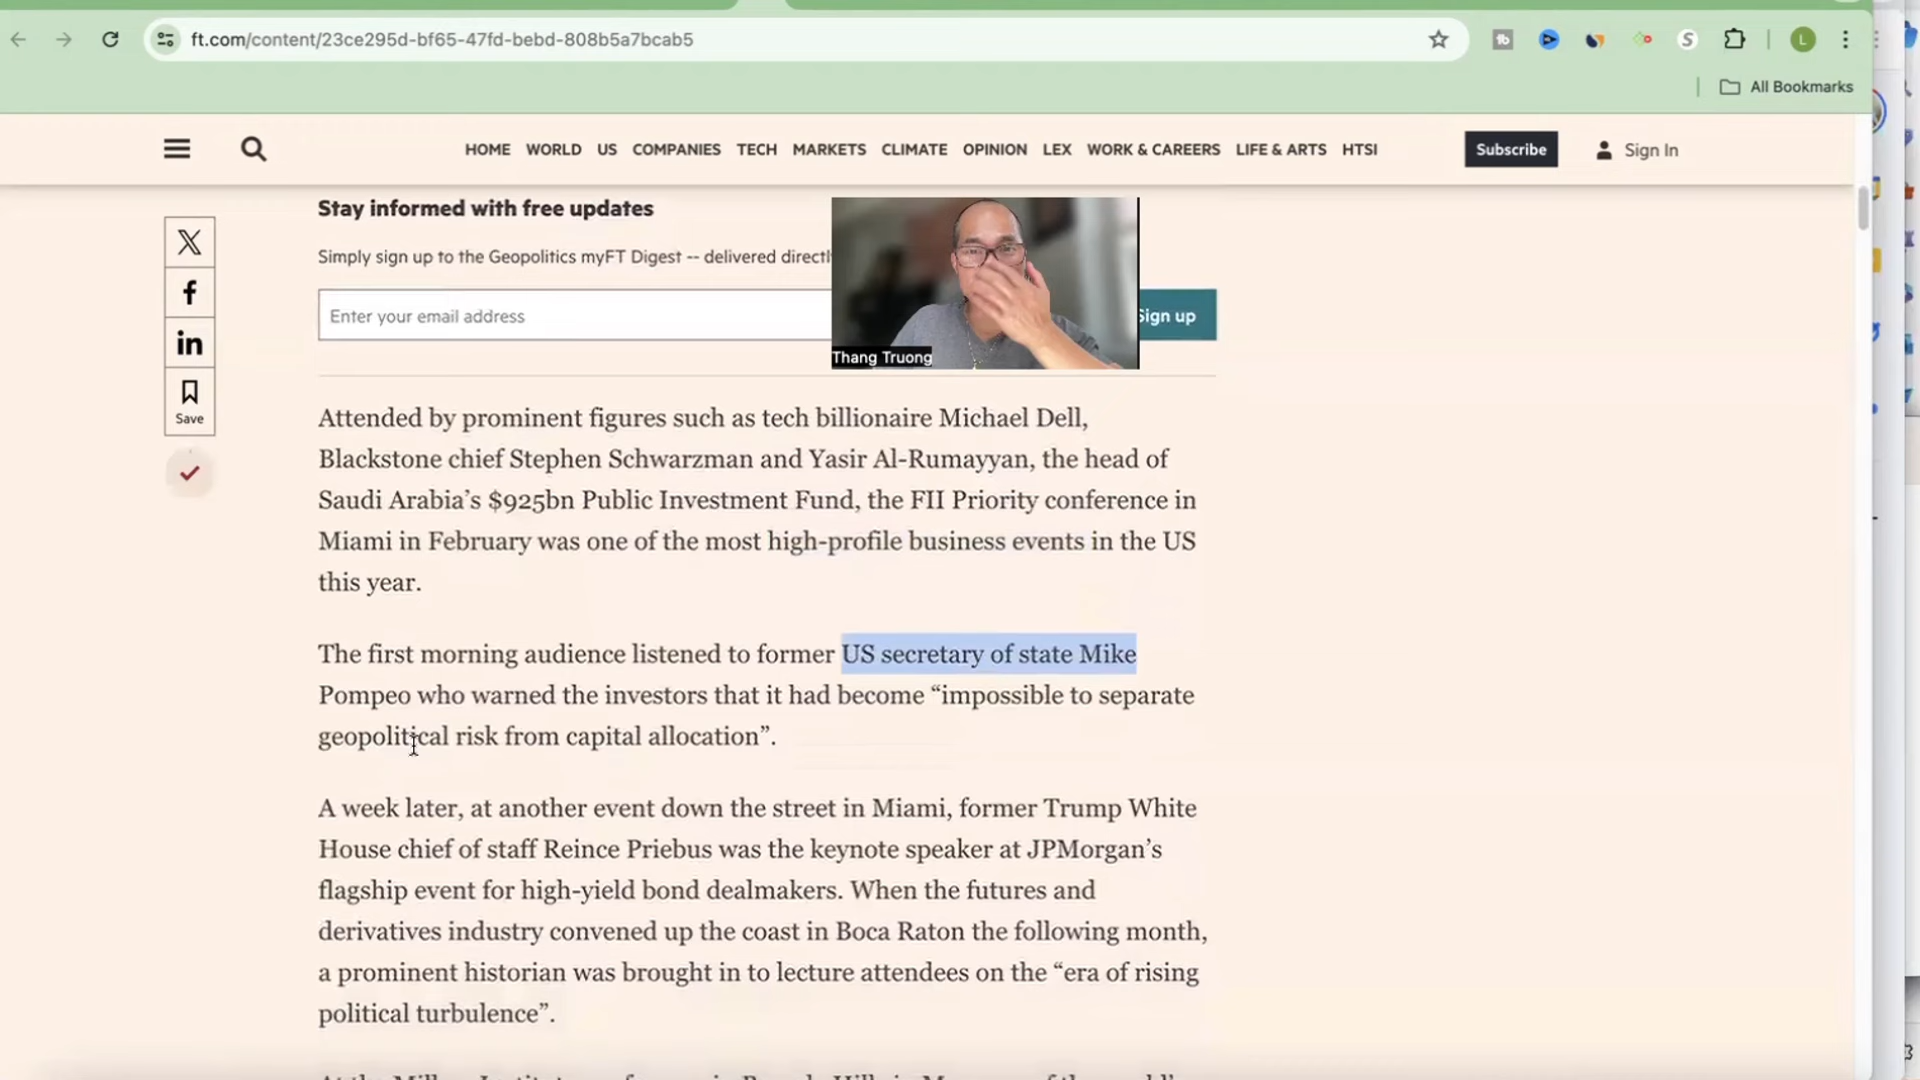 ft.com/content/23ce295d-bf65-47fd-bebd-808b5a7bcab5
All Bookmarks
HOME WORLD US COMPANIES TECH MARKETS CLIMATE OPINION LEX WORK & CAREERS LIFE & ARTS HTSI Subscribe Sign In
Stay informed with free updates
Simply sign up to the Geopolitics myFT Digest -- delivered directl
Enter your email address
Sign up
Thang Truong
Save
Attended by prominent figures such as tech billionaire Michael Dell,
Blackstone chief Stephen Schwarzman and Yasir Al-Rumayyan, the head of
Saudi Arabia’s $925bn Public Investment Fund, the FII Priority conference in
Miami in February was one of the most high-profile business events in the US
this year.
The first morning audience listened to former US secretary of state Mike
Pompeo who warned the investors that it had become “impossible to separate
geopolitical risk from capital allocation”.
A week later, at another event down the street in Miami, former Trump White
House chief of staff Reince Priebus was the keynote speaker at JPMorgan’s
flagship event for high-yield bond dealmakers. When the futures and
derivatives industry convened up the coast in Boca Raton the following month,
a prominent historian was brought in to lecture attendees on the “era of rising
political turbulence”.